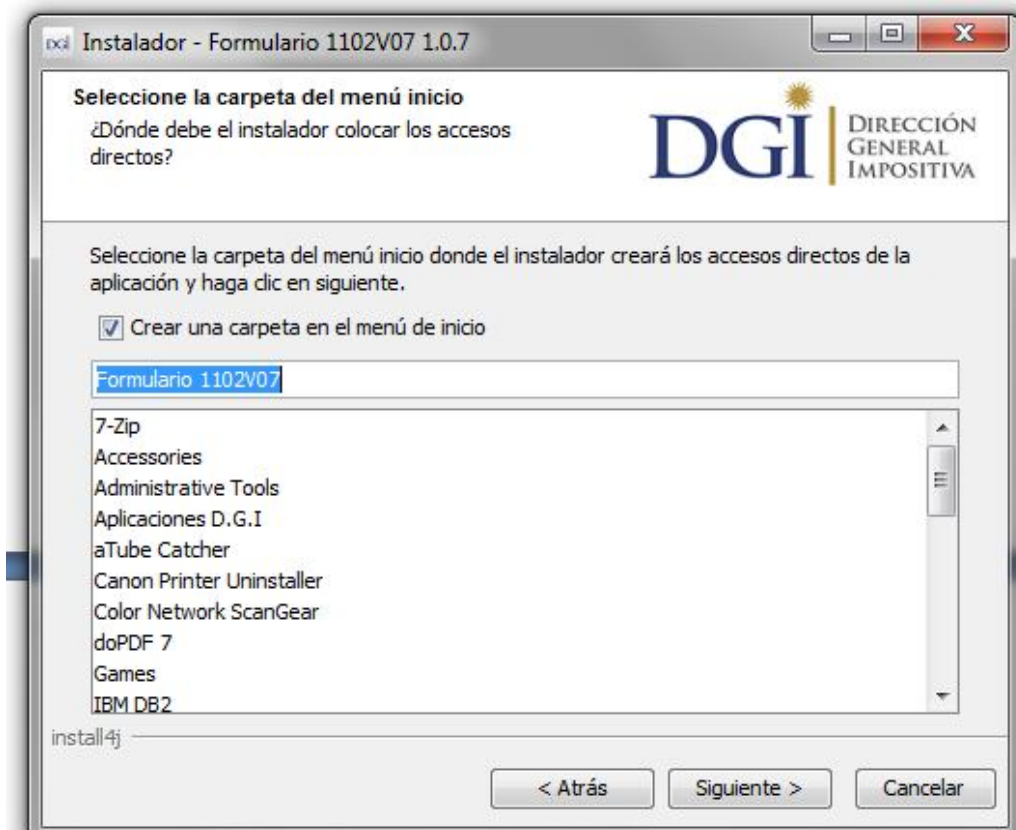 DGI Instalador - Formulario 1102V07 1.0.7
Seleccione la carpeta del menú inicio
¿Dónde debe el instalador colocar los accesos
directos?
DGI
DIRECCIÓN
GENERAL
IMPOSITIVA
Seleccione la carpeta del menú inicio donde el instalador creará los accesos directos de la
aplicación y haga clic en siguiente.
Crear una carpeta en el menú de inicio
Formulario 1102V07
7-Zip
Accessories
Administrative Tools
Aplicaciones D.G.I
aTube Catcher
Canon Printer Uninstaller
Color Network ScanGear
doPDF 7
Games
IBM DB2
install4j
< Atrás
Siguiente >
Cancelar